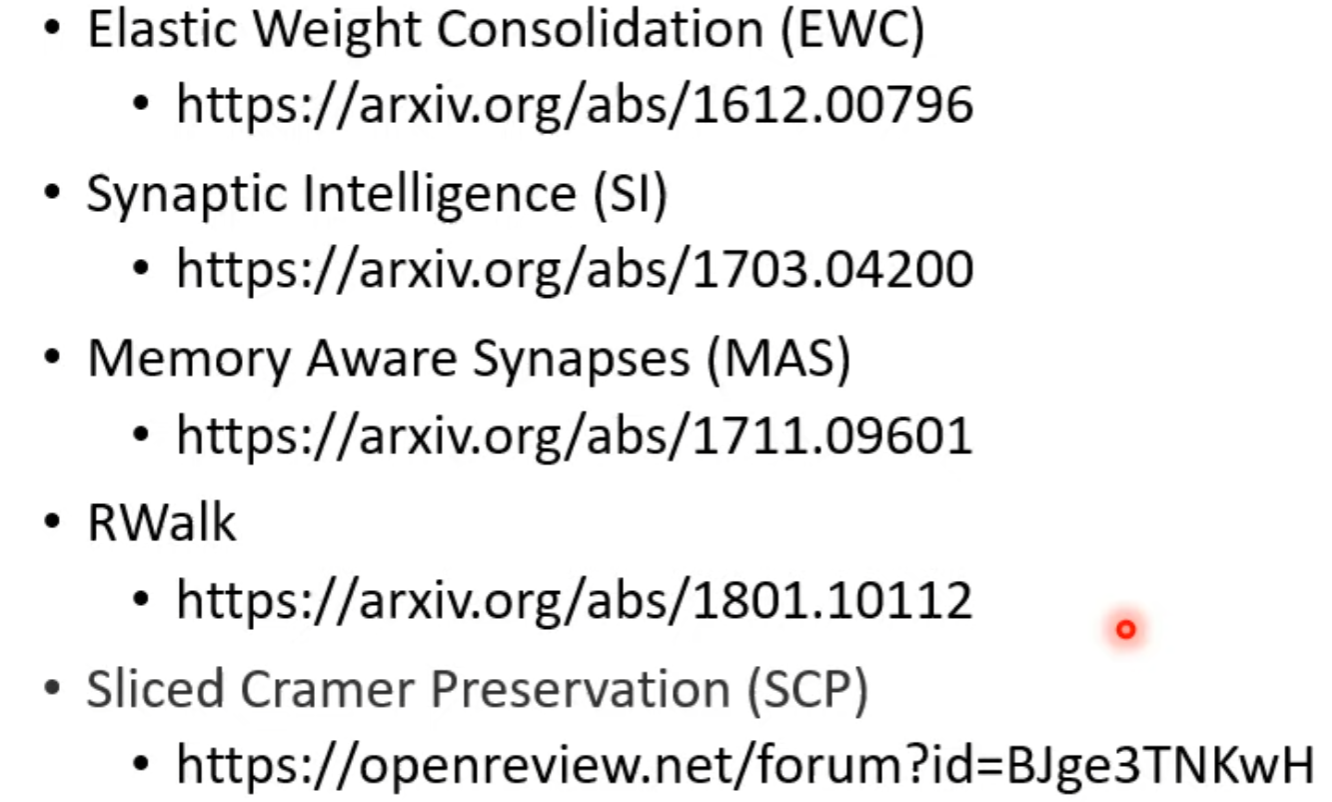 • Elastic Weight Consolidation (EWC)
• https://arxiv.org/abs/1612.00796
• Synaptic Intelligence (SI)
• https://arxiv.org/abs/1703.04200
• Memory Aware Synapses (MAS)
• https://arxiv.org/abs/1711.09601
• RWalk
• https://arxiv.org/abs/1801.10112
• Sliced Cramer Preservation (SCP)
• https://openreview.net/forum?id=BJge3TNKwH